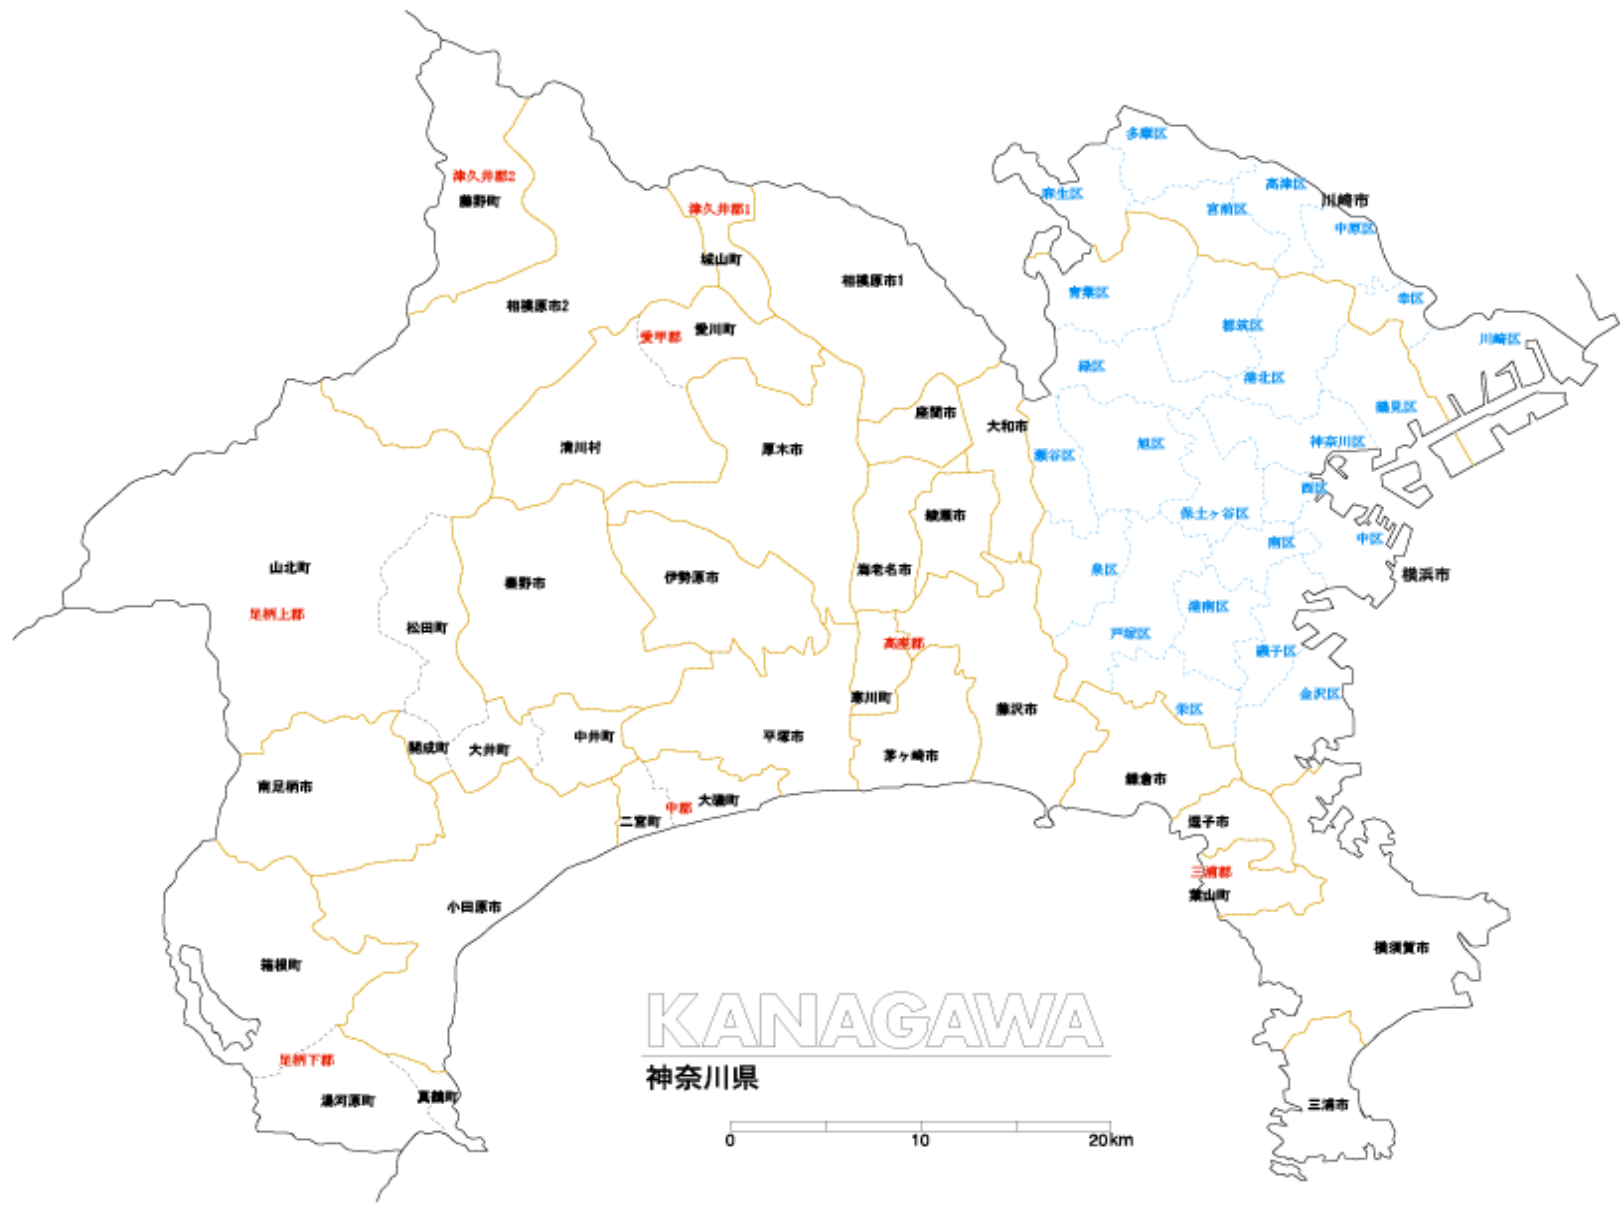 多摩区
津久井郡2
高津区
麻生区
藤野町
川崎市
津久井郡1
宮前区
中原区
城山町
相模原市1
青葉区
幸区
相模原市2
都筑区
愛川町
愛甲郡
川崎区
緑区
港北区
座間市
鶴見区
大和市
神奈川区
旭区
清川村
厚木市
瀬谷区
西区
綾瀬市
保土ヶ谷区
中区
南区
山北町
海老名市
泉区
横浜市
伊勢原市
秦野市
港南区
足柄上郡
松田町
戸塚区
高座郡
磯子区
金沢区
寒川町
藤沢市
栄区
中井町
平塚市
開成町
大井町
茅ヶ崎市
鎌倉市
南足柄市
大磯町
中郡
二宮町
逗子市
三浦郡
葉山町
小田原市
横須賀市
箱根町
KANAGAWA
足柄下郡
神奈川県
湯河原町
真鶴町
三浦市
0 10 20km